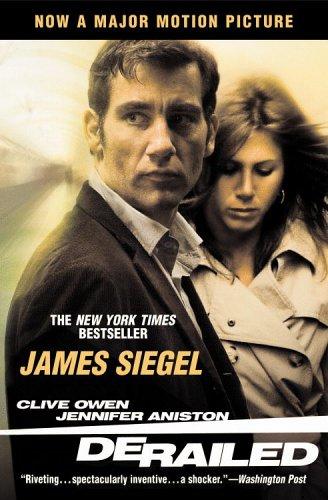 NOW A MAJOR MOTION PICTURE
THE NEW YORK TIMES
BESTSELLER
JAMES SIEGEL
CLIVE OWEN
JENNIFER ANISTON
DERAILED
"Riveting...spectacularly inventive...a shocker."—Washington Post